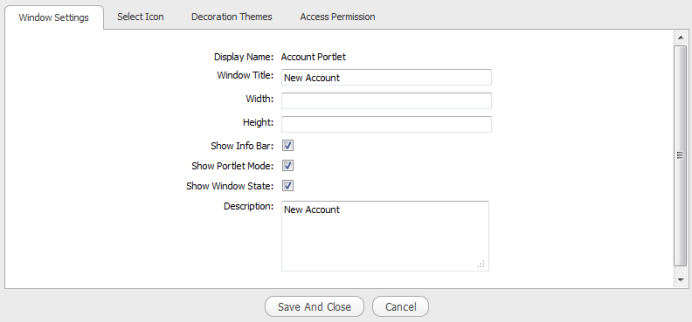 Window Settings Select Icon Decoration Themes Access Permission
Display Name: Account Portlet
Window Title: New Account
Width:
Height:
Show Info Bar:
Show Portlet Mode:
Show Window State:
Description: New Account
Save And Close Cancel